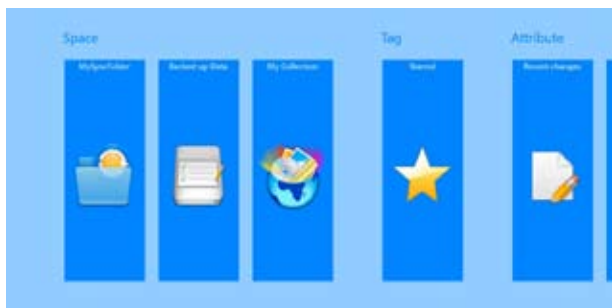 Space
Tag
Attribute
MySyncFolder
Backed up Data
My Collection
Starred
Recent changes